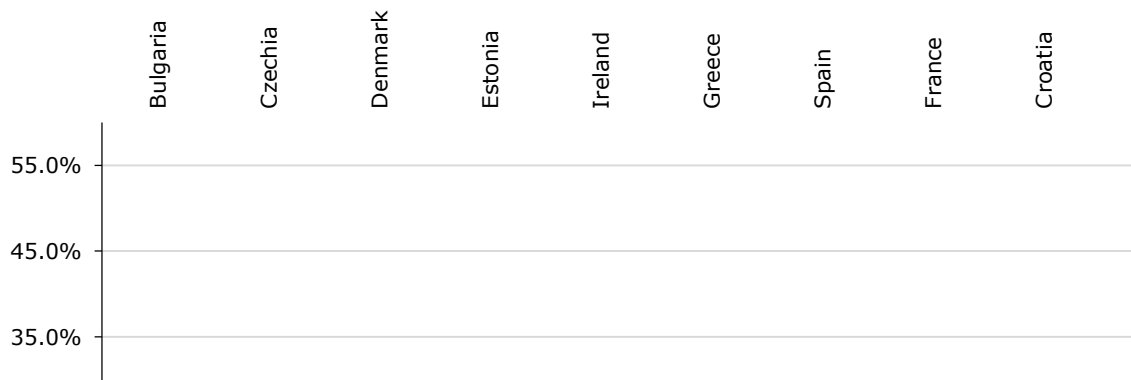 Bulgaria
Czechia
Denmark
Estonia
Ireland
Greece
Spain
France
Croatia
55.0%
45.0%
35.0%